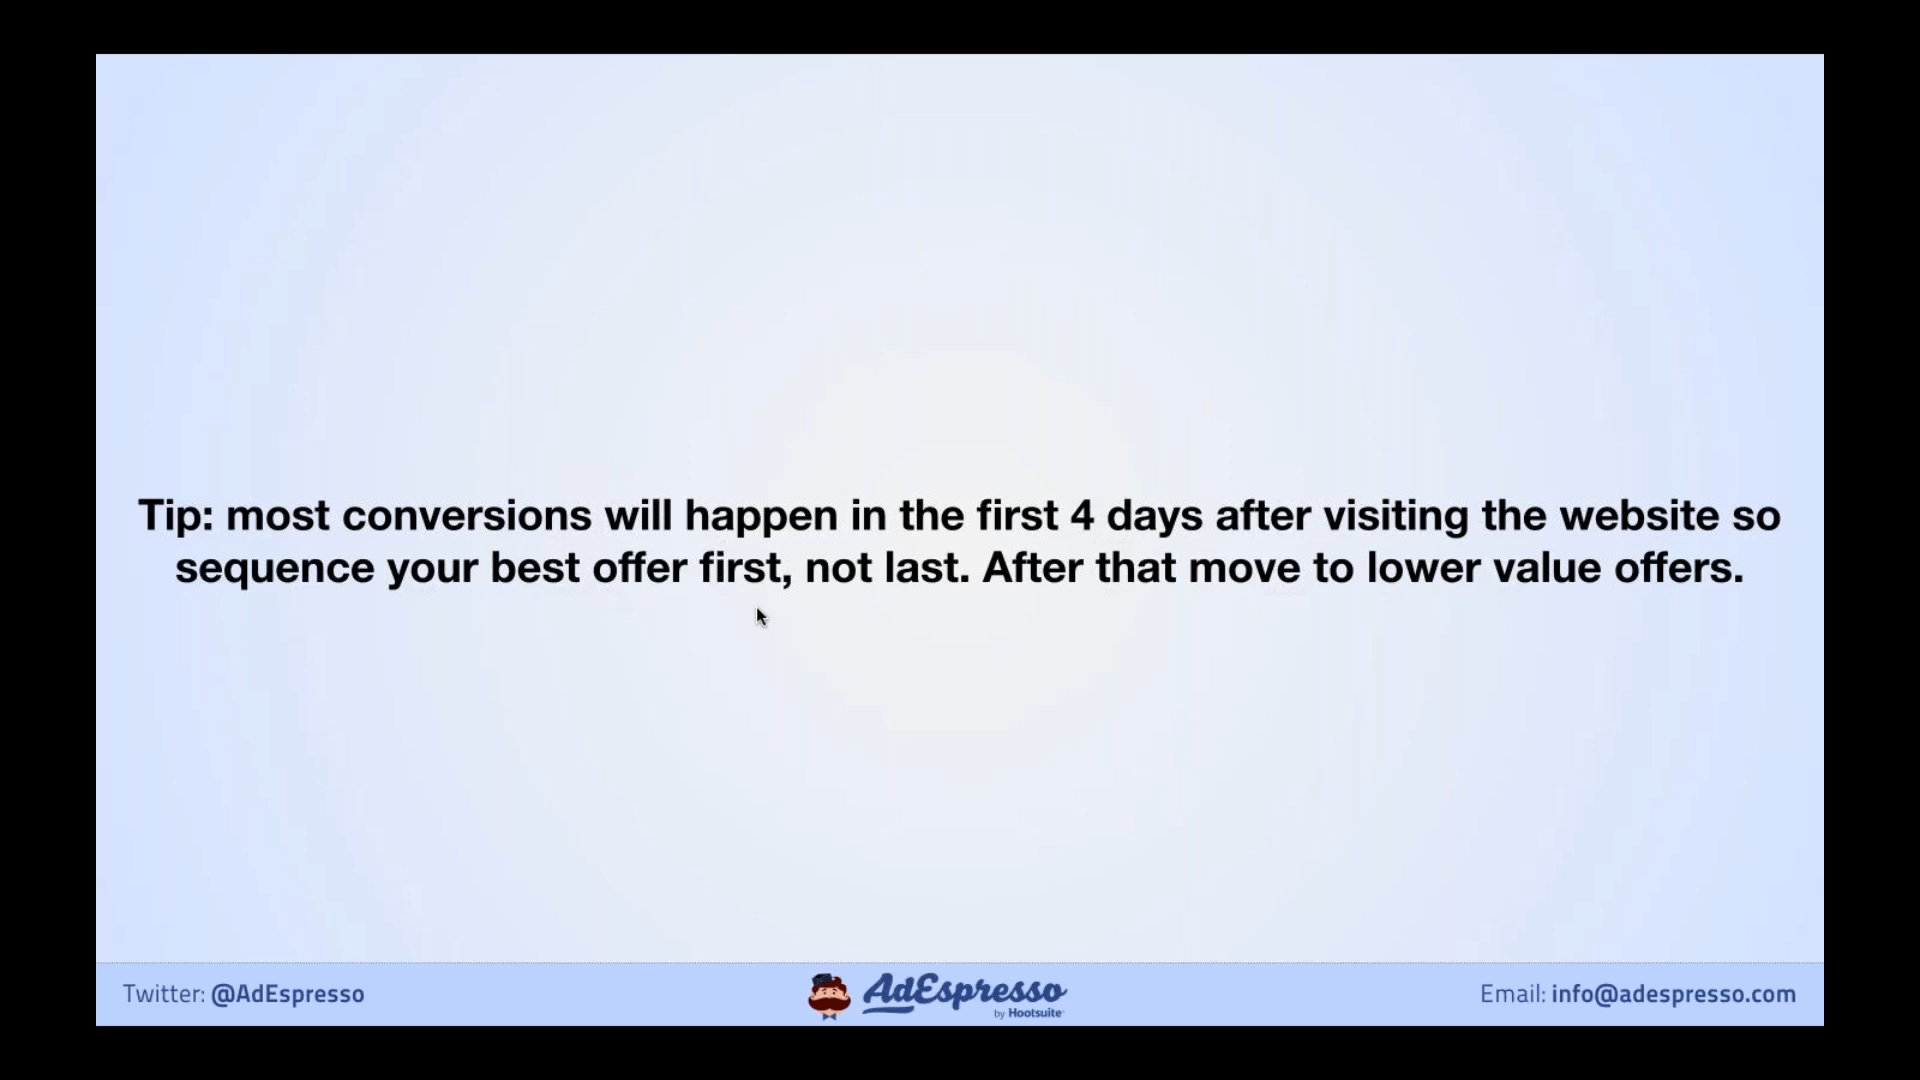 Tip: most conversions will happen in the first 4 days after visiting the website so
sequence your best offer first, not last. After that move to lower value offers.
Twitter: @AdEspresso
AdEspresso
by Hootsuite
Email: info@adespresso.com